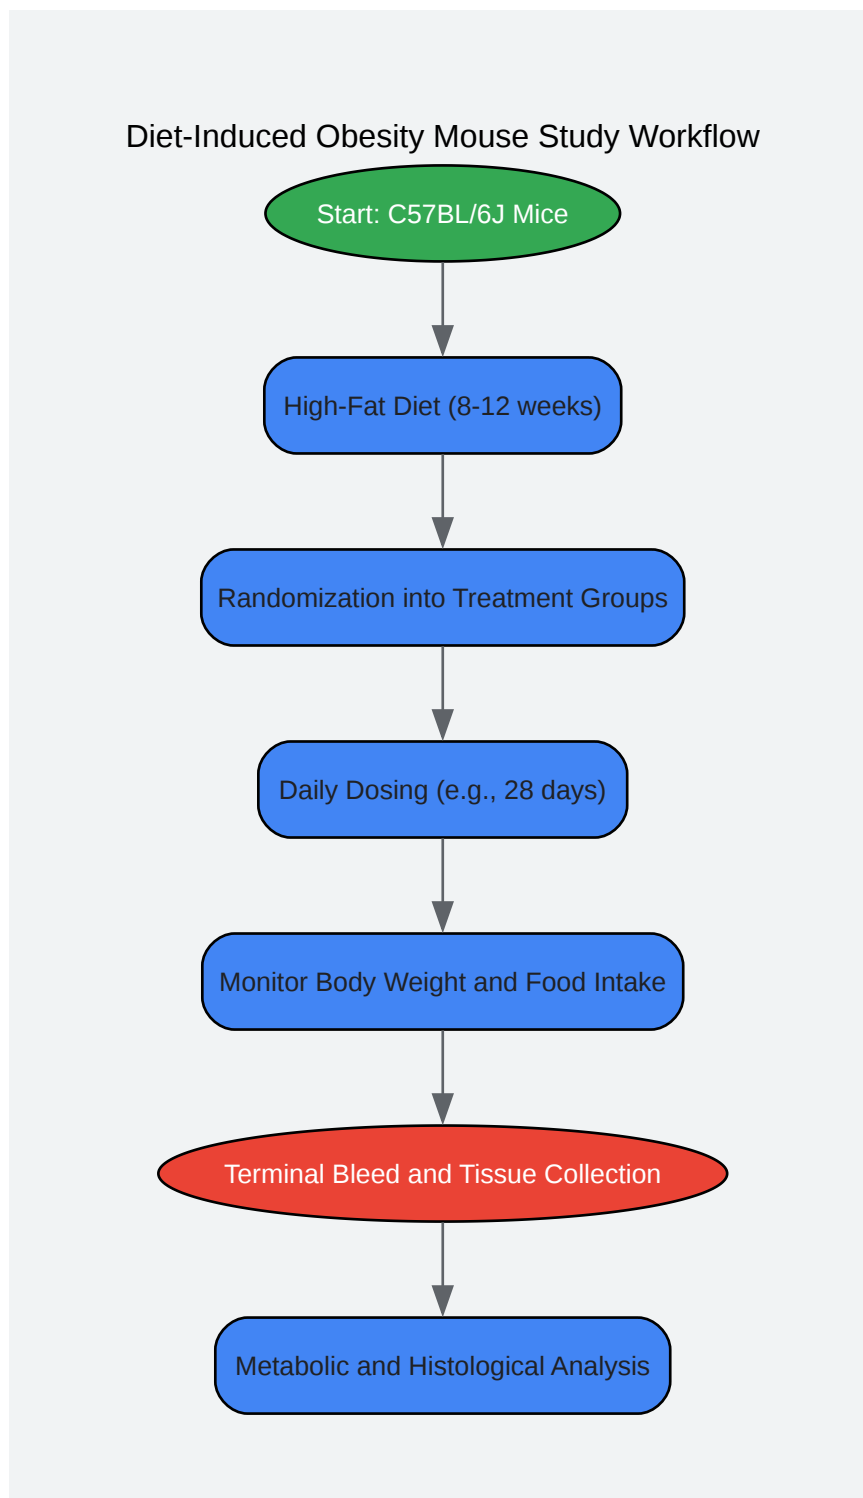 Diet-Induced Obesity Mouse Study Workflow
Start: C57BL/6J Mice
High-Fat Diet (8-12 weeks)
Randomization into Treatment Groups
Daily Dosing (e.g., 28 days)
Monitor Body Weight and Food Intake
Terminal Bleed and Tissue Collection
Metabolic and Histological Analysis